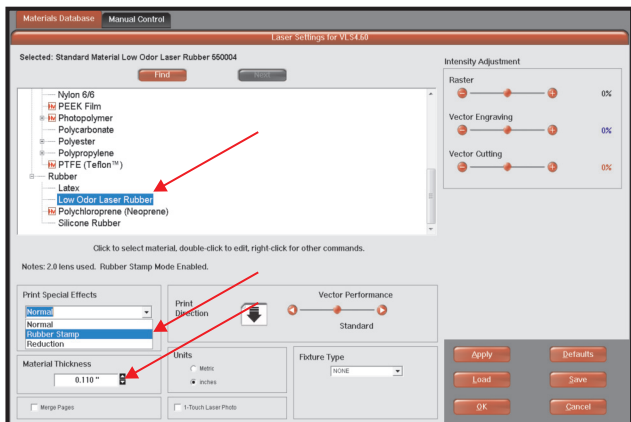 Materials Database Manual Control
Laser Settings for VLS4.60
Selected: Standard Material Low Odor Laser Rubber 550004
Find Next
Nylon 6/6
PEEK Film
Photopolymer
Polycarbonate
Polyester
Polypropylene
PTFE (Teflon™)
Rubber
Latex
Low Odor Laser Rubber
Polychloroprene (Neoprene)
Silicone Rubber
Click to select material, double-click to edit, right-click for other commands.
Notes: 2.0 lens used. Rubber Stamp Mode Enabled.
Intensity Adjustment
Raster
0%
Vector Engraving
0%
Vector Cutting
0%
Print Special Effects
Normal
Normal
Rubber Stamp
Reduction
Print
Direction
Vector Performance
Standard
Material Thickness
0.110 "
Units
Metric
inches
Fixture Type
NONE
Merge Pages
1-Touch Laser Photo
Apply Defaults
Load Save
OK Cancel